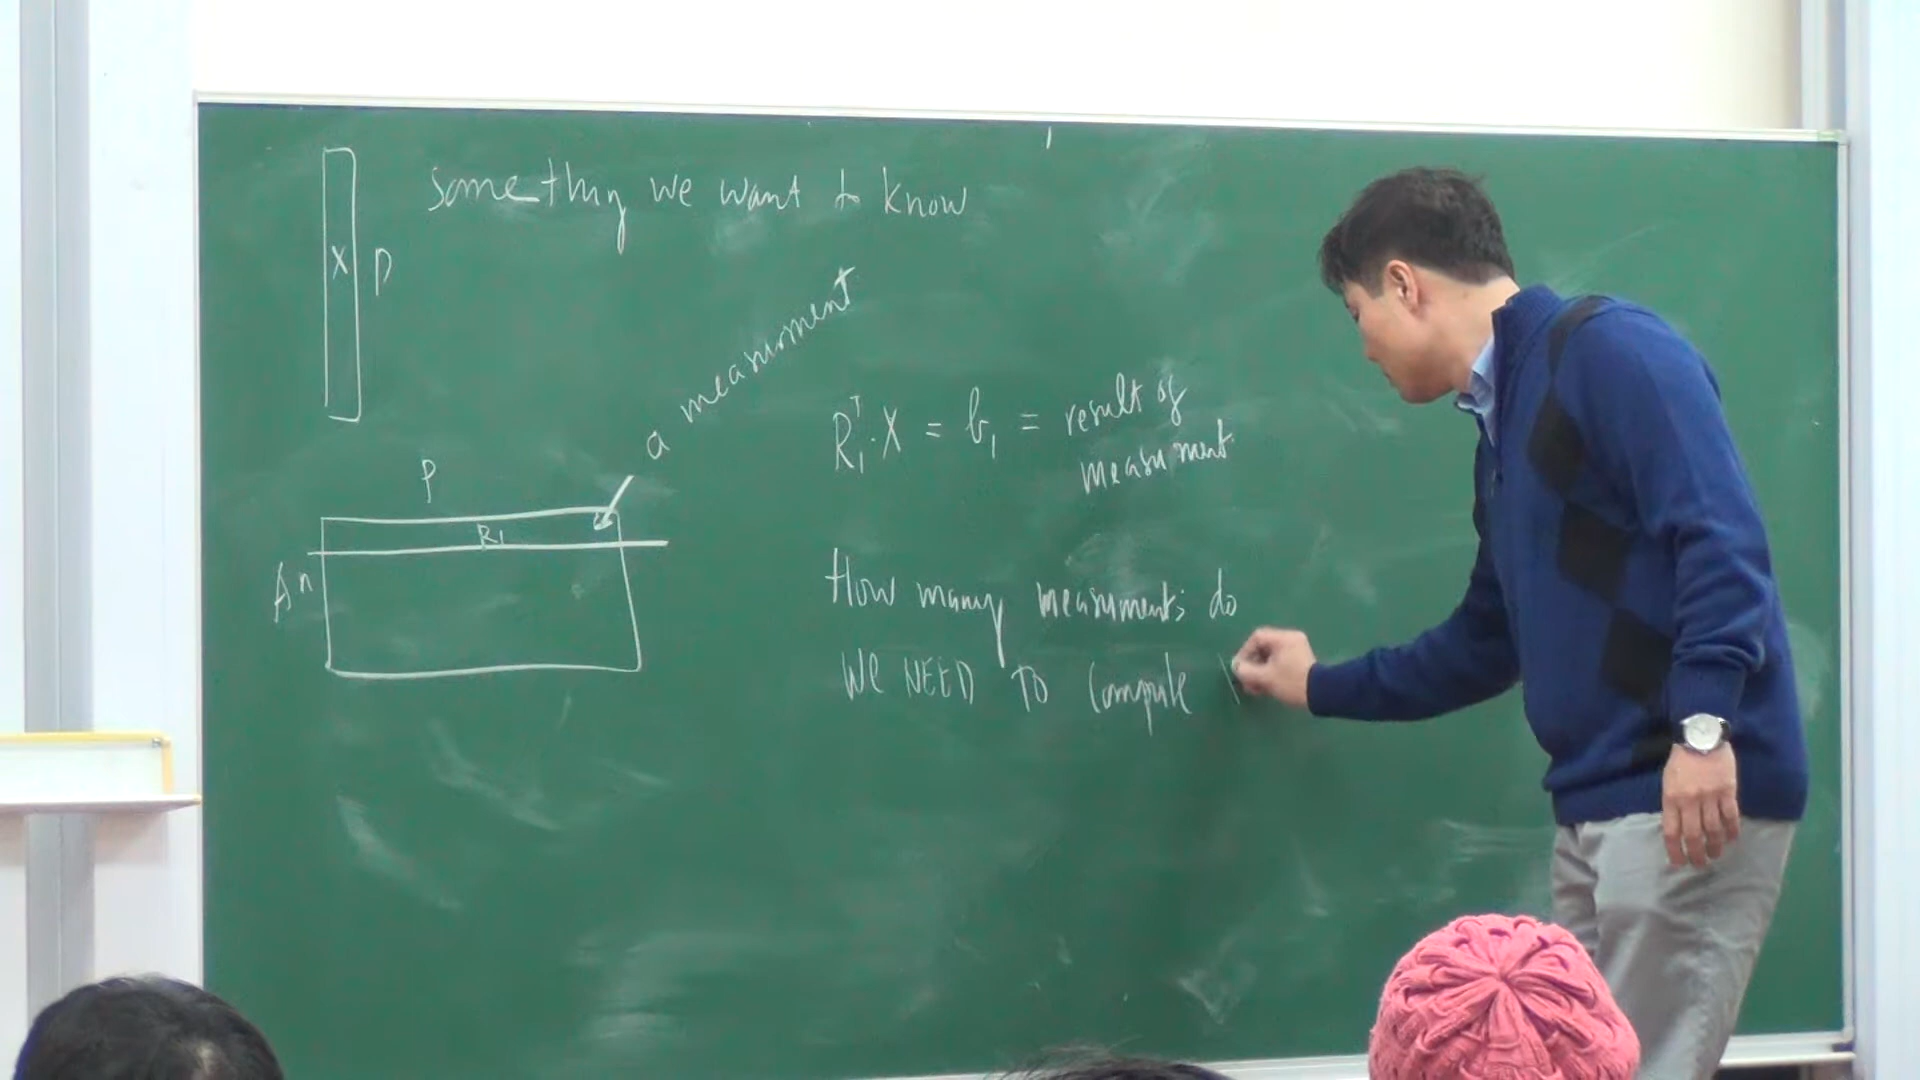 something we want to know
X P
a measurement
R₁ᵀ·X = b₁ = result of
measurement
P
R₁
A n
How many measurements do
We NEED TO compute